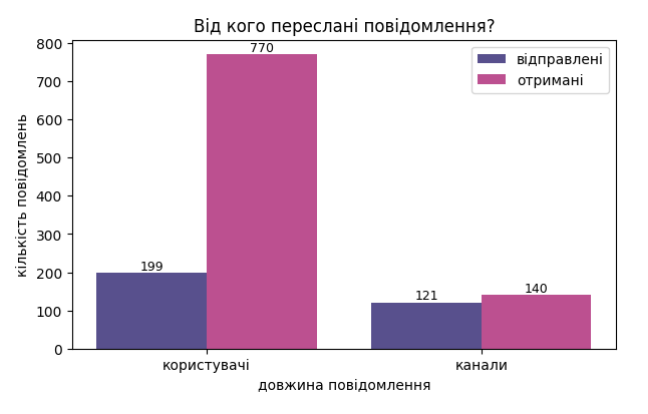 Від кого переслані повідомлення?
кількість повідомлень
800
700
600
500
400
300
200
100
0
відправлені
отримані
199
770
121
140
користувачі
канали
довжина повідомлення